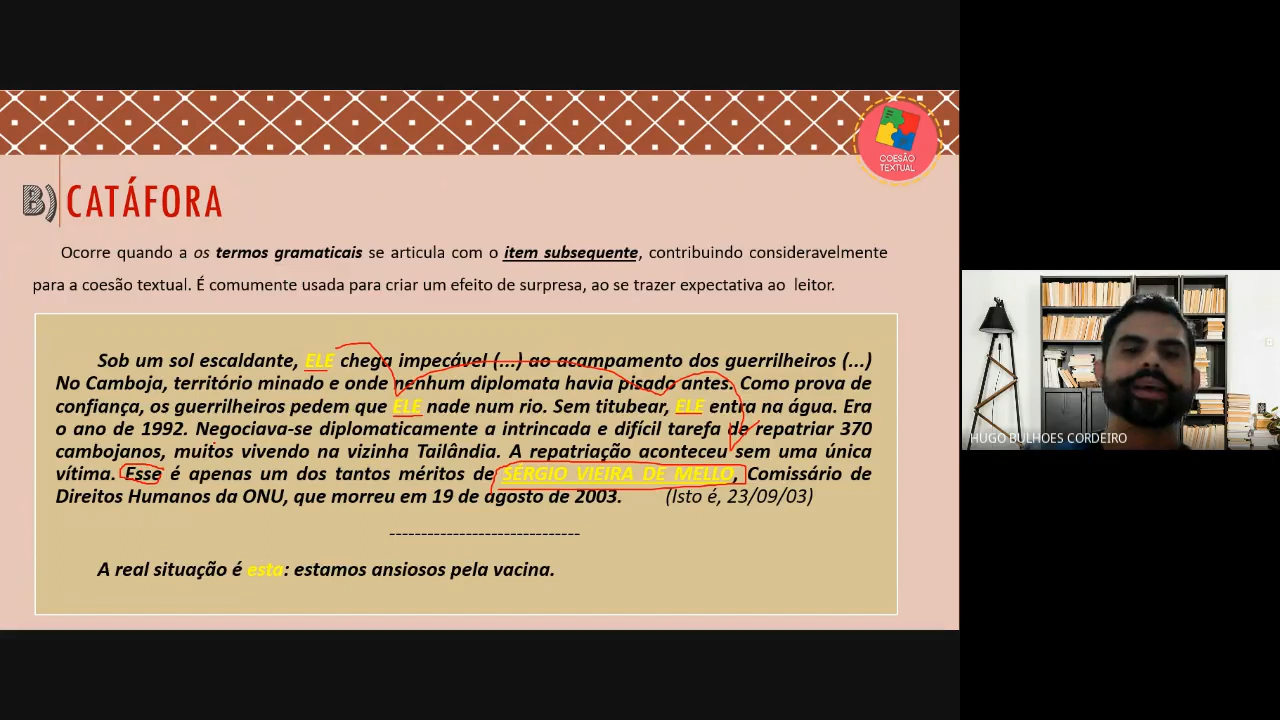 COESÃO
TEXTUAL
B) CATÁFORA
Ocorre quando a os termos gramaticais se articula com o item subsequente, contribuindo consideravelmente
para a coesão textual. É comumente usada para criar um efeito de surpresa, ao se trazer expectativa ao leitor.
Sob um sol escaldante, ELE chega impecável (...) ao acampamento dos guerrilheiros (...)
No Camboja, território minado e onde nenhum diplomata havia pisado antes. Como prova de
confiança, os guerrilheiros pedem que ELE nade num rio. Sem titubear, ELE entra na água. Era
o ano de 1992. Negociava-se diplomaticamente a intrincada e difícil tarefa de repatriar 370
cambojanos, muitos vivendo na vizinha Tailândia. A repatriação aconteceu sem uma única
vítima. Esse é apenas um dos tantos méritos de SÉRGIO VIEIRA DE MELLO, Comissário de
Direitos Humanos da ONU, que morreu em 19 de agosto de 2003. (Isto é, 23/09/03)
-----------------------------
A real situação é esta: estamos ansiosos pela vacina.
HUGO BULHOES CORDEIRO